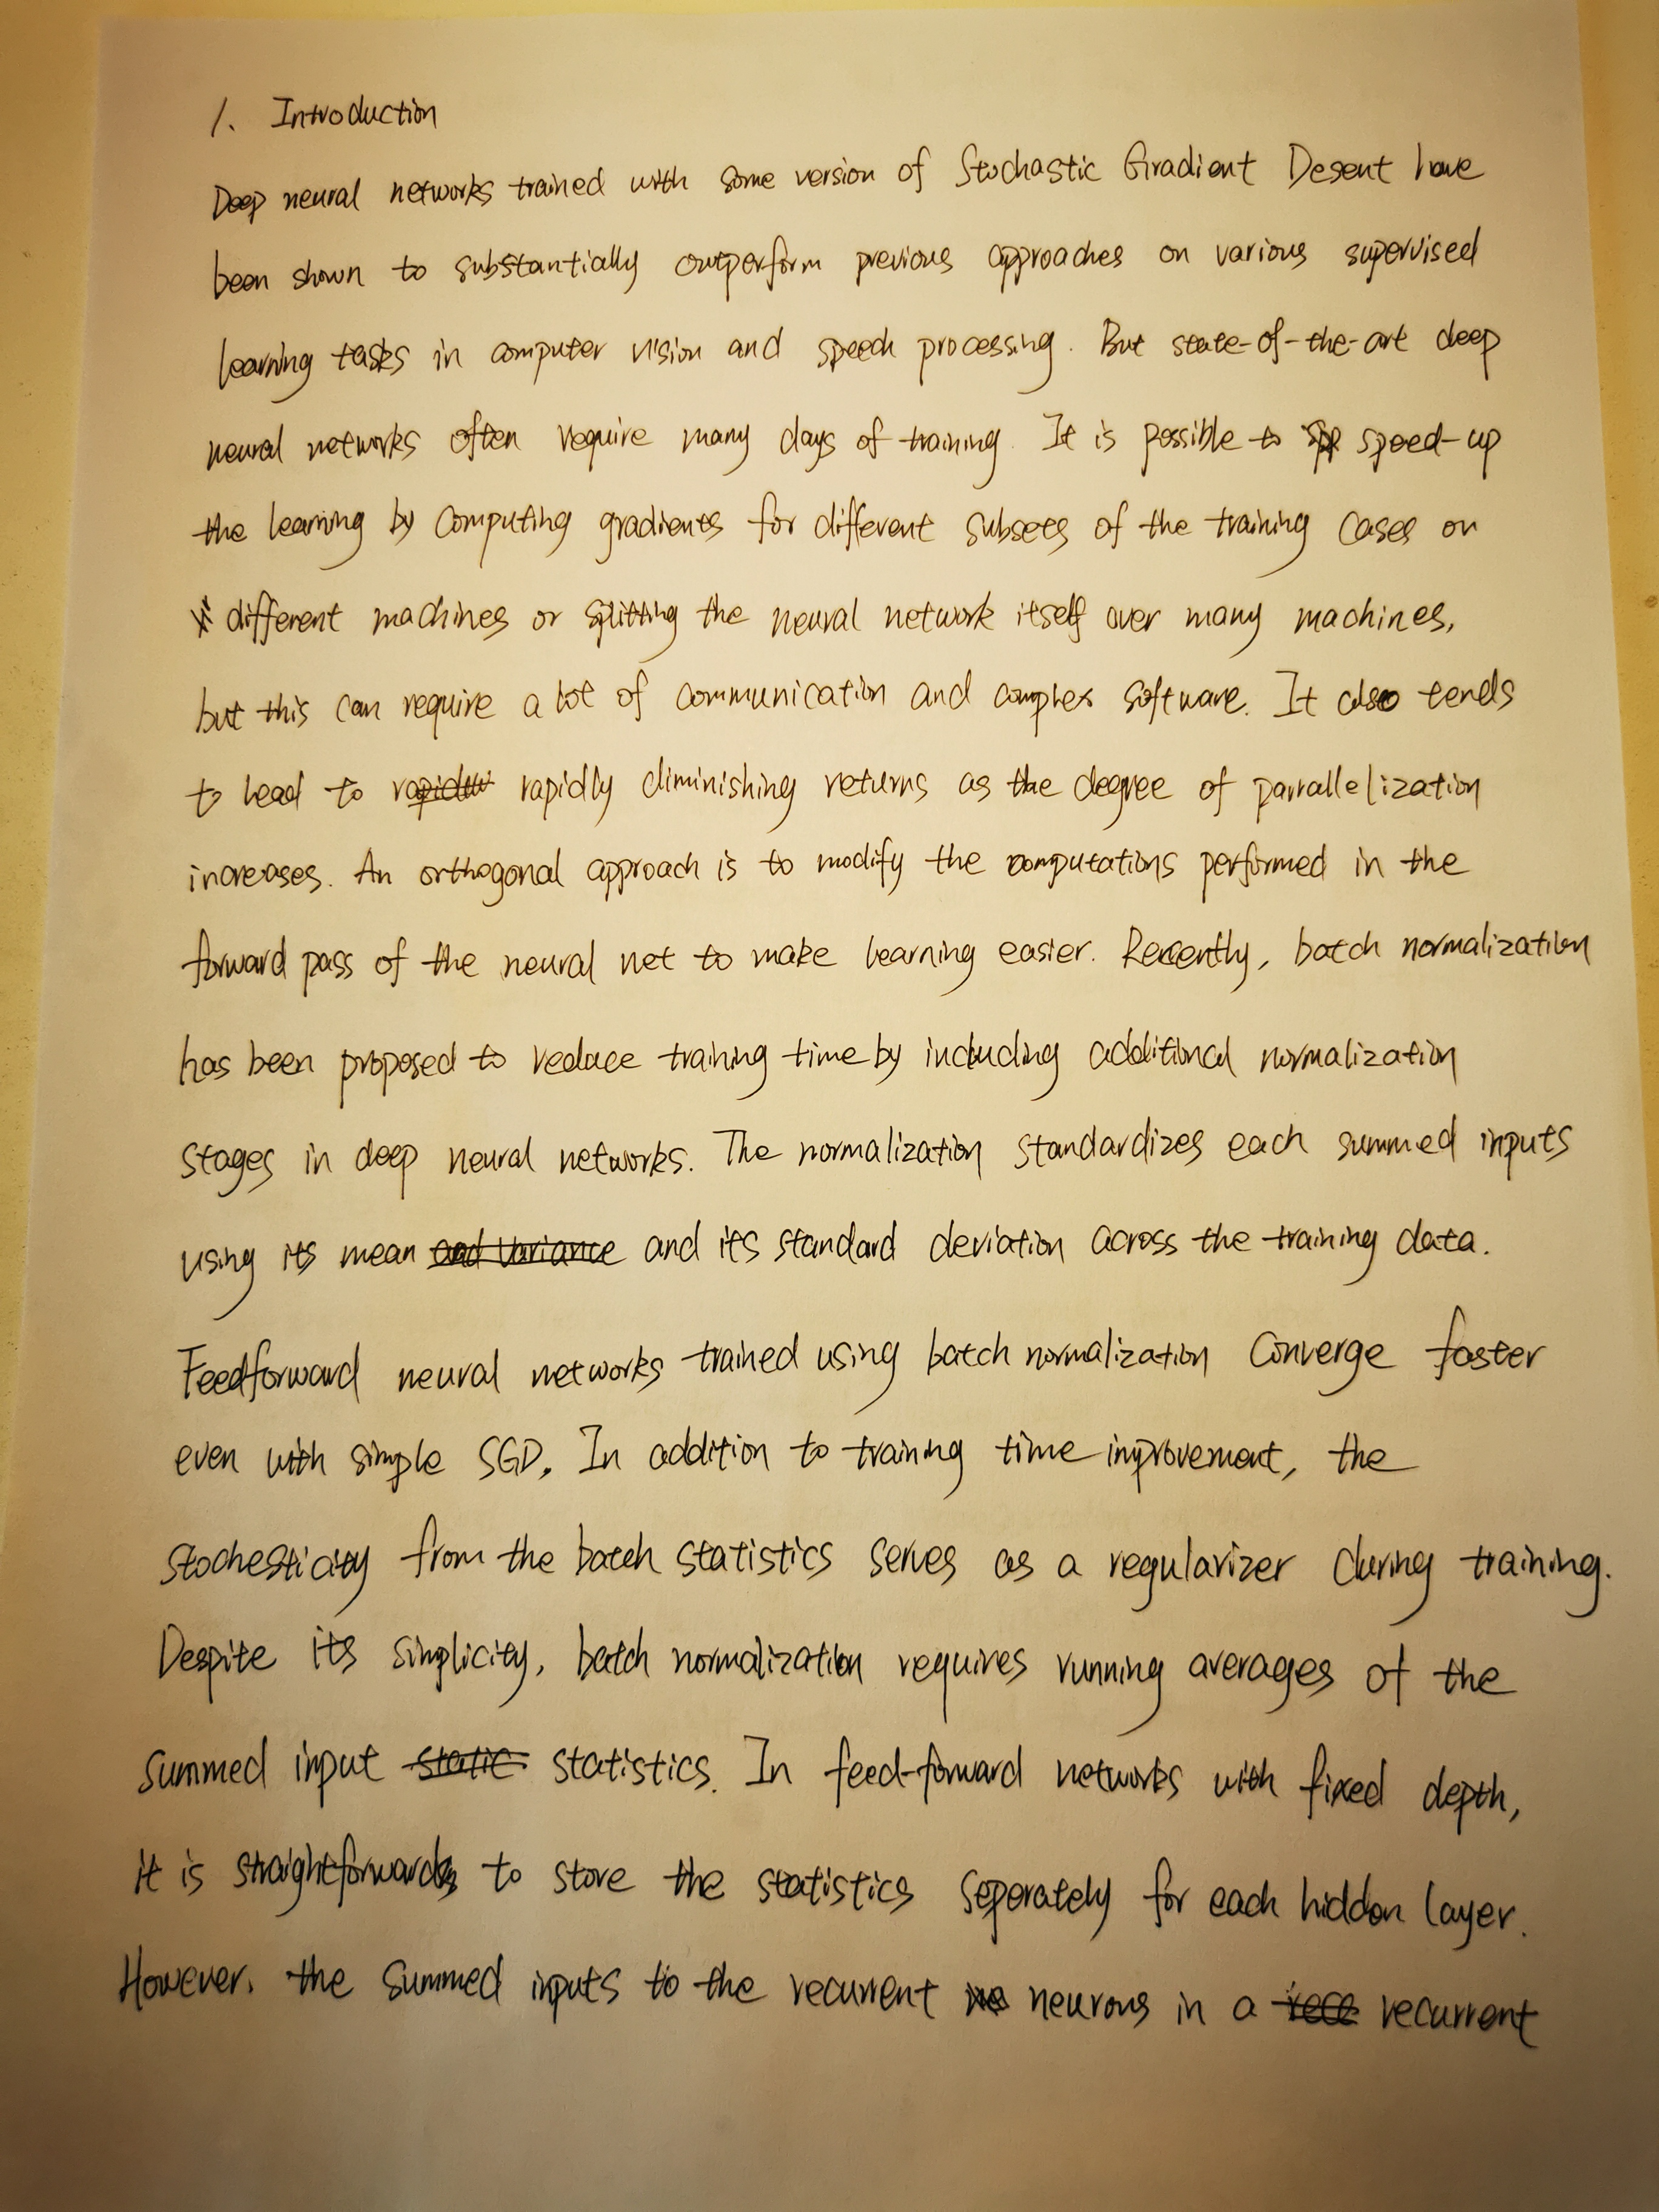 1. Introduction
Deep neural networks trained with some version of Stochastic Gradient Desent have
been shown to substantially outperform previous approaches on various supervised
learning tasks in computer vision and speech processing. But state-of-the-art deep
neural networks often require many days of training. It is possible to speed-up
the learning by computing gradients for different subsets of the training cases on
different machines or splitting the neural network itself over many machines,
but this can require a lot of communication and complex software. It also tends
to lead to rapidly diminishing returns as the degree of parrallelization
increases. An orthogonal approach is to modify the computations performed in the
forward pass of the neural net to make learning easier. Recently, batch normalization
has been proposed to reduce training time by including additional normalization
stages in deep neural networks. The normalization standardizes each summed inputs
using its mean and variance and its standard deviation across the training data.
Feedforward neural networks trained using batch normalization converge faster
even with simple SGD. In addition to training time improvement, the
stochesticity from the batch statistics serves as a regularizer during training.
Despite its simplicity, batch normalization requires running averages of the
summed input static statistics. In feed-forward networks with fixed depth,
it is straightforward to store the statistics seperately for each hidden layer.
However, the summed inputs to the recurrent neurons in a recurrent